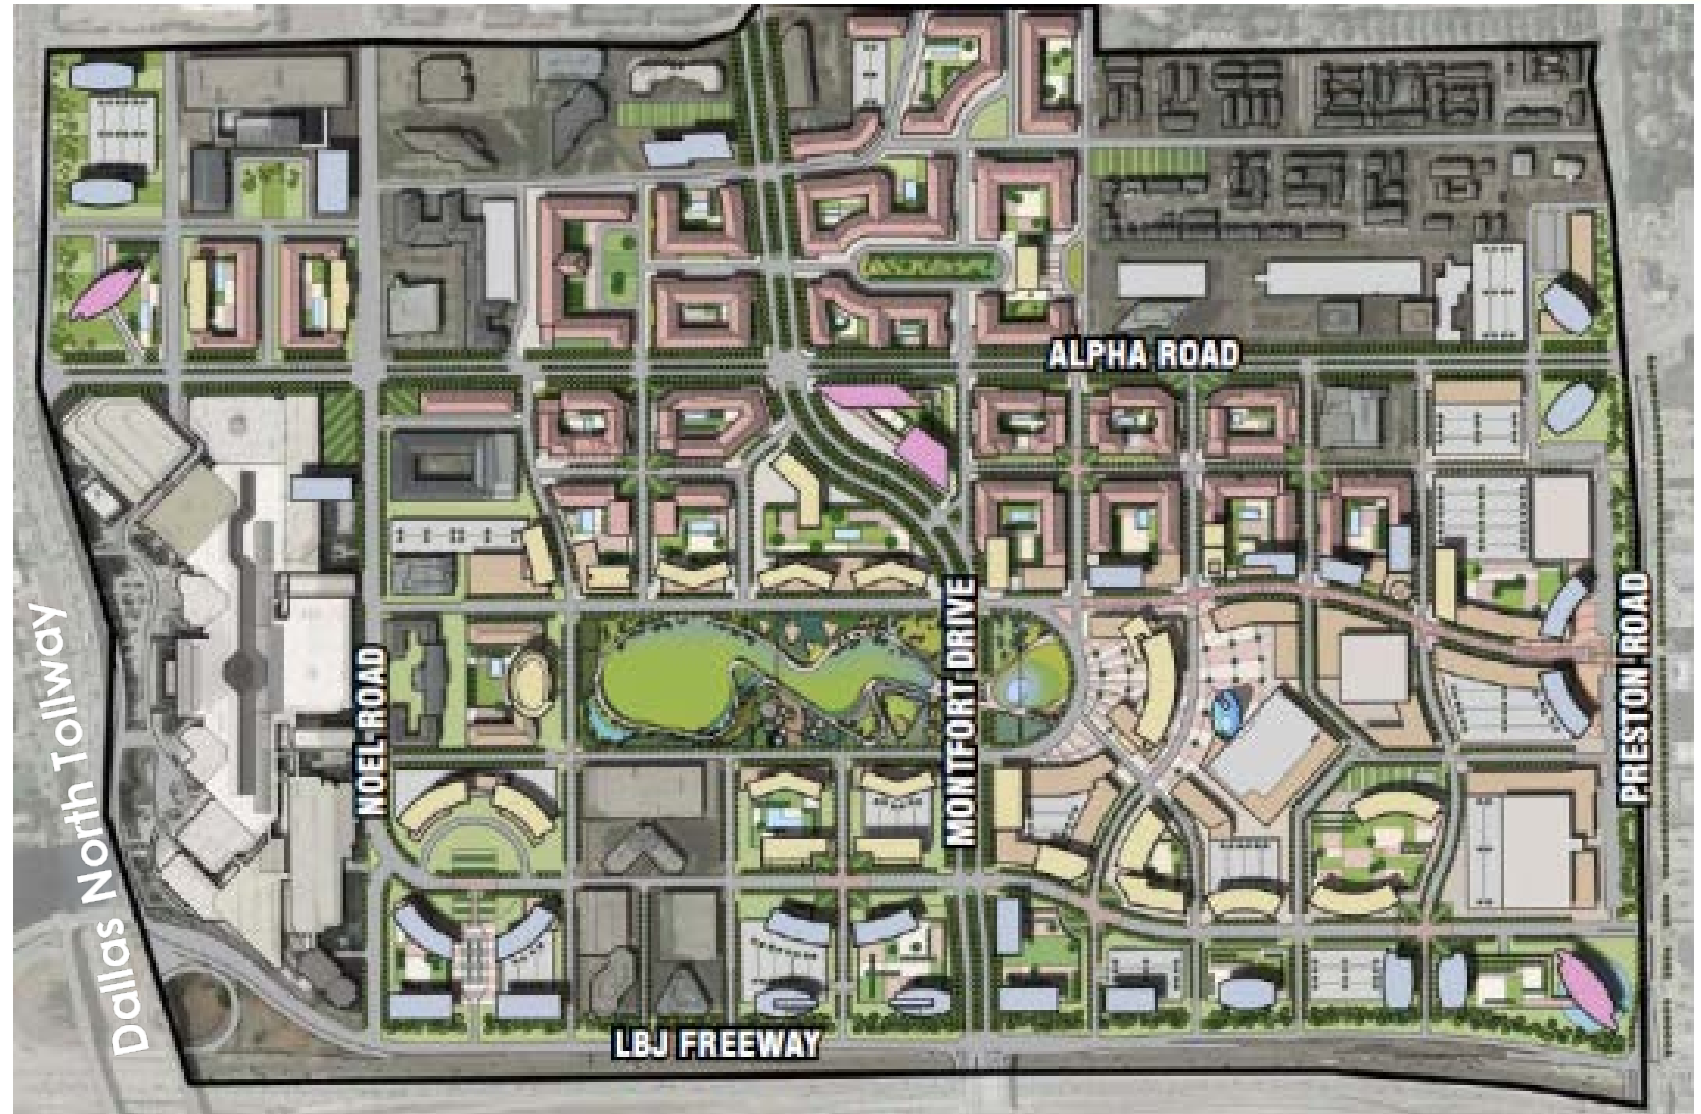 ALPHA ROAD
Dallas North Tollway
NOEL ROAD
MONTFORT DRIVE
PRESTON ROAD
LBJ FREEWAY